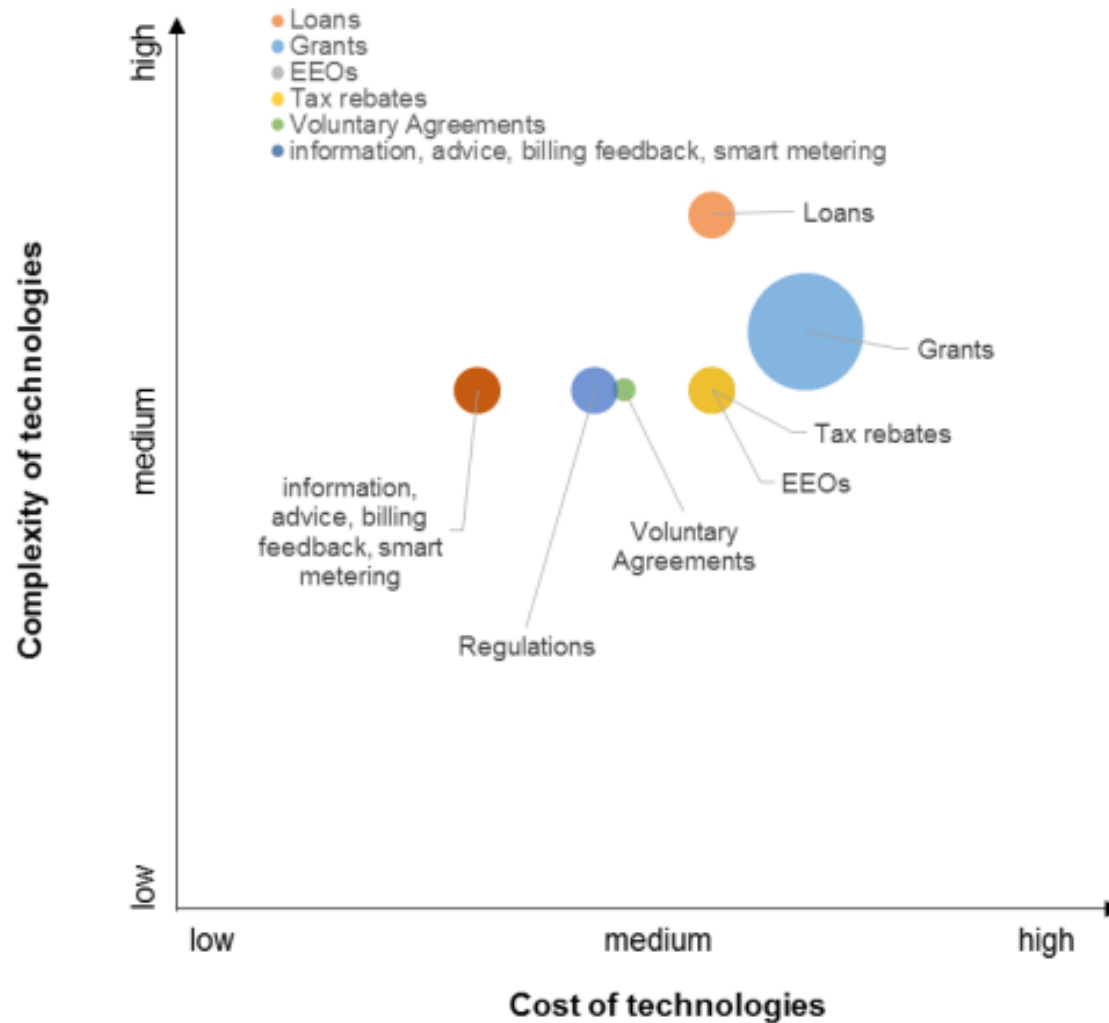 high
Loans
Grants
EEOs
Tax rebates
Voluntary Agreements
information, advice, billing feedback, smart metering
Loans
Grants
Complexity of technologies
medium
Tax rebates
EEOs
information,
advice, billing
feedback, smart
metering
Voluntary
Agreements
Regulations
low
low
medium
high
Cost of technologies